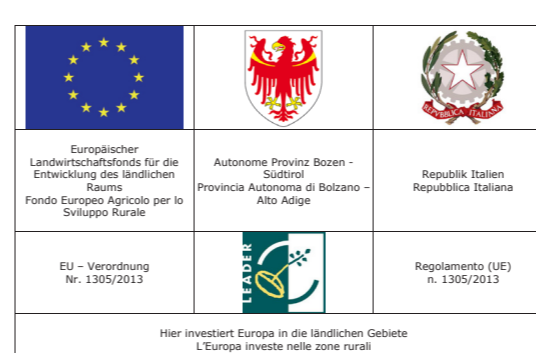 REPVBBLICA ITALIANA
Europäischer
Landwirtschaftsfonds für die
Entwicklung des ländlichen
Raums
Fondo Europeo Agricolo per lo
Sviluppo Rurale
Autonome Provinz Bozen -
Südtirol
Provincia Autonoma di Bolzano –
Alto Adige
Republik Italien
Repubblica Italiana
EU – Verordnung
Nr. 1305/2013
LEADER
Regolamento (UE)
n. 1305/2013
Hier investiert Europa in die ländlichen Gebiete
L'Europa investe nelle zone rurali